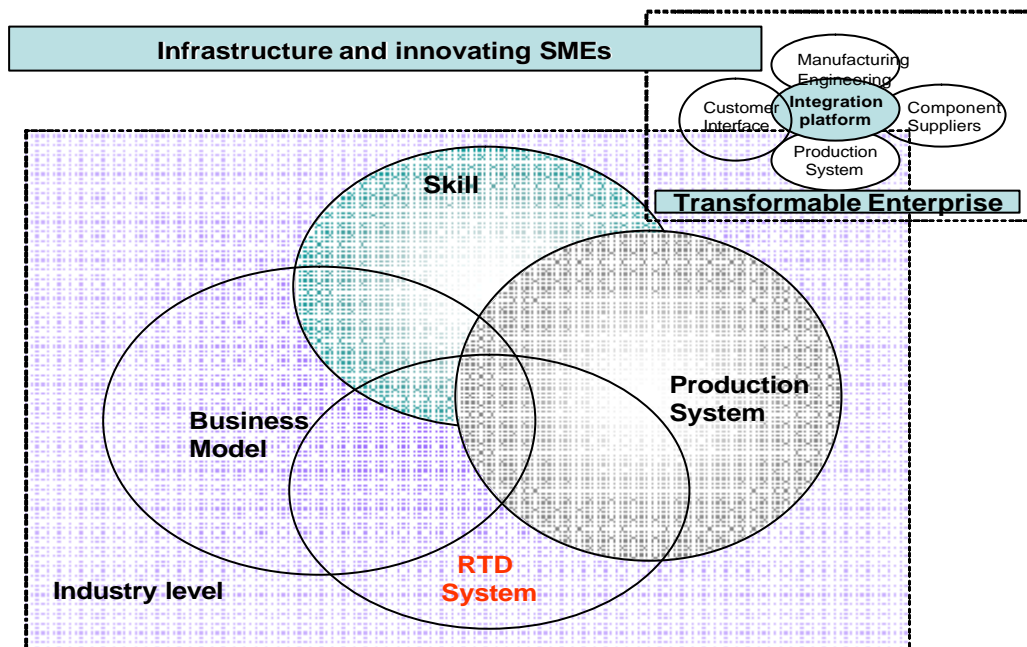 Infrastructure and innovating SMEs
Manufacturing
Engineering
Customer
Interface
Integration
platform
Component
Suppliers
Production
System
Transformable Enterprise
Skill
Production
System
Business
Model
RTD
System
Industry level